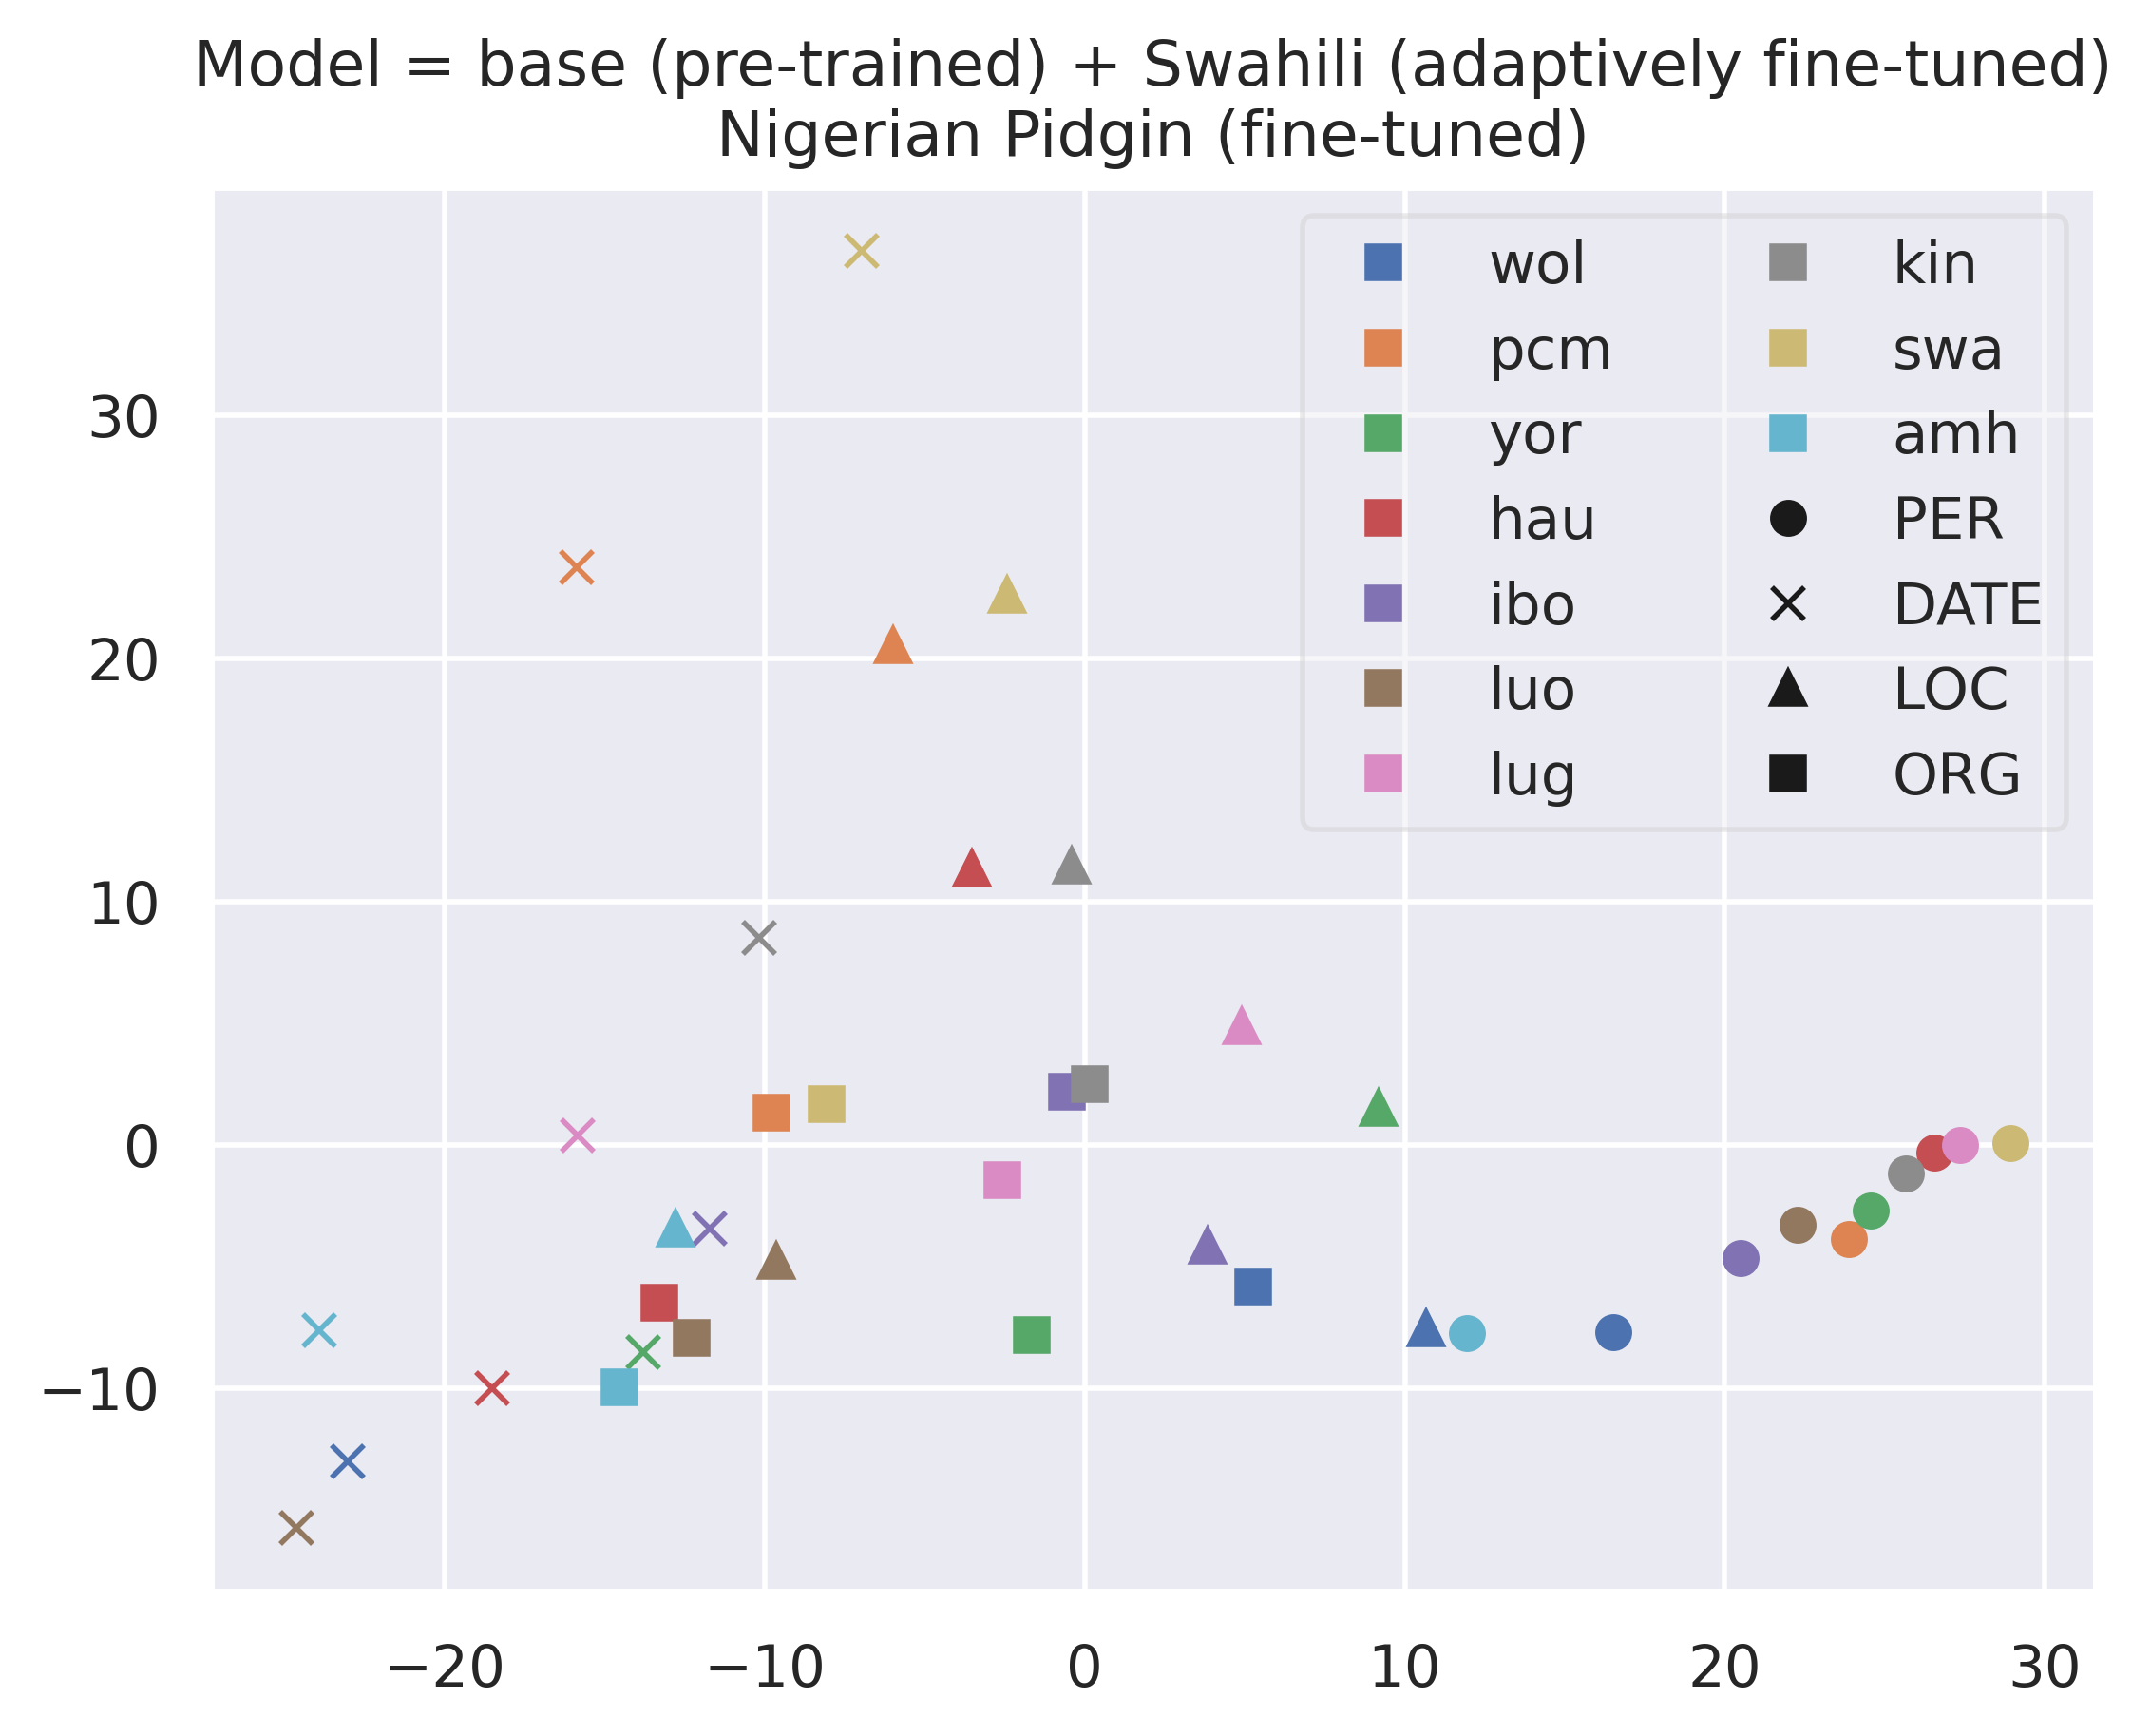 Model = base (pre-trained) + Swahili (adaptively fine-tuned)
Nigerian Pidgin (fine-tuned)
wol
pcm
yor
hau
ibo
luo
lug
kin
swa
amh
PER
DATE
LOC
ORG
30
20
10
0
−10
−20
−10
0
10
20
30